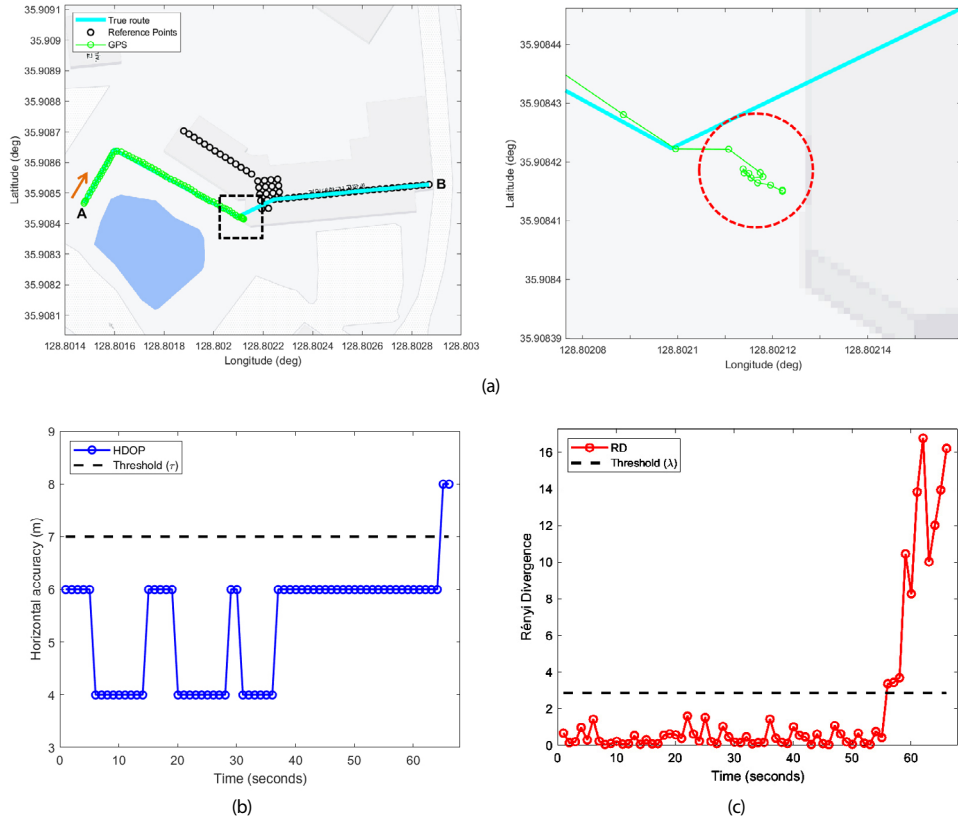 35.9091
35.909
35.9089
35.9088
35.9087
35.9086
35.9085
35.9084
35.9083
35.9082
35.9081
Latitude (deg)
True route
Reference Points
GPS
A
B
128.8014 128.8016 128.8018 128.802 128.8022 128.8024 128.8026 128.8028 128.803
Longitude (deg)
35.90844
35.90843
35.90842
35.90841
35.9084
35.90839
Latitude (deg)
128.80208 128.8021 128.80212 128.80214
Longitude (deg)
(a)
9
8
7
6
5
4
3
Horizontal accuracy (m)
HDOP
Threshold (τ)
0 10 20 30 40 50 60
Time (seconds)
(b)
16
14
12
10
8
6
4
2
0
Rényi Divergence
RD
Threshold (λ)
0 10 20 30 40 50 60
Time (seconds)
(c)